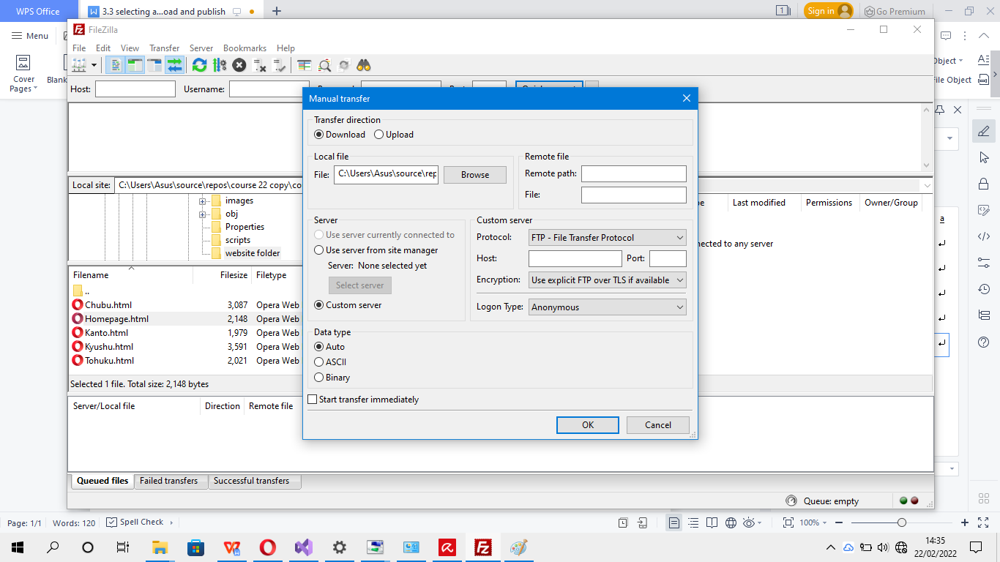 WPS Office
3.3 selecting a...oad and publish
Sign in
Go Premium
Menu
FileZilla
File Edit View Transfer Server Bookmarks Help
Cover Pages
Blank
Object
File Object
Host:
Username:
Manual transfer
Transfer direction
Download Upload
Local file
Remote file
File: C:\Users\Asus\source\rep
Browse
Remote path:
File:
Local site: C:\Users\Asus\source\repos\course 22 copy\co
images
obj
Properties
scripts
website folder
Last modified
Permissions
Owner/Group
nected to any server
Server
Use server currently connected to
Use server from site manager
Server: None selected yet
Select server
Custom server
Custom server
Protocol: FTP - File Transfer Protocol
Host:
Port:
Encryption: Use explicit FTP over TLS if available
Logon Type: Anonymous
Filename
Filesize
Filetype
..
Chubu.html 3,087 Opera Web
Homepage.html 2,148 Opera Web
Kanto.html 1,979 Opera Web
Kyushu.html 3,591 Opera Web
Tohuku.html 2,021 Opera Web
Selected 1 file. Total size: 2,148 bytes
Data type
Auto
ASCII
Binary
Start transfer immediately
OK
Cancel
Server/Local file
Direction
Remote file
Queued files
Failed transfers
Successful transfers
Queue: empty
Page: 1/1
Words: 120
Spell Check
100%
14:35
22/02/2022